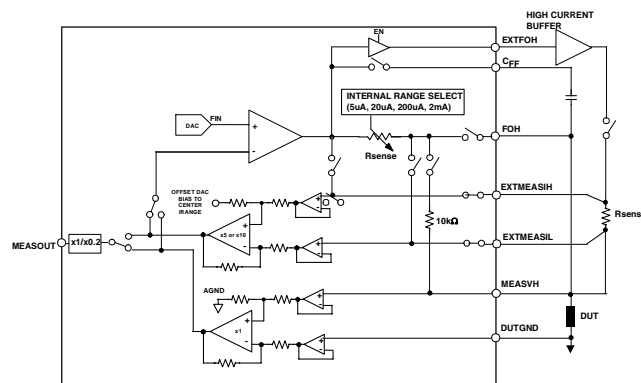 HIGH CURRENT
BUFFER
EN
EXTFOH
CFF
INTERNAL RANGE SELECT
(5uA, 20uA, 200uA, 2mA)
DAC
FIN
+
-
FOH
Rsense
OFFSET DAC
BIAS TO
CENTER
IRANGE
EXTMEASIH
10kΩ
Rsens
MEASOUT
x1/x0.2
x5 or x10
+
-
+
-
+
-
EXTMEASIL
MEASVH
AGND
x1
+
-
+
-
+
-
DUT
DUTGND